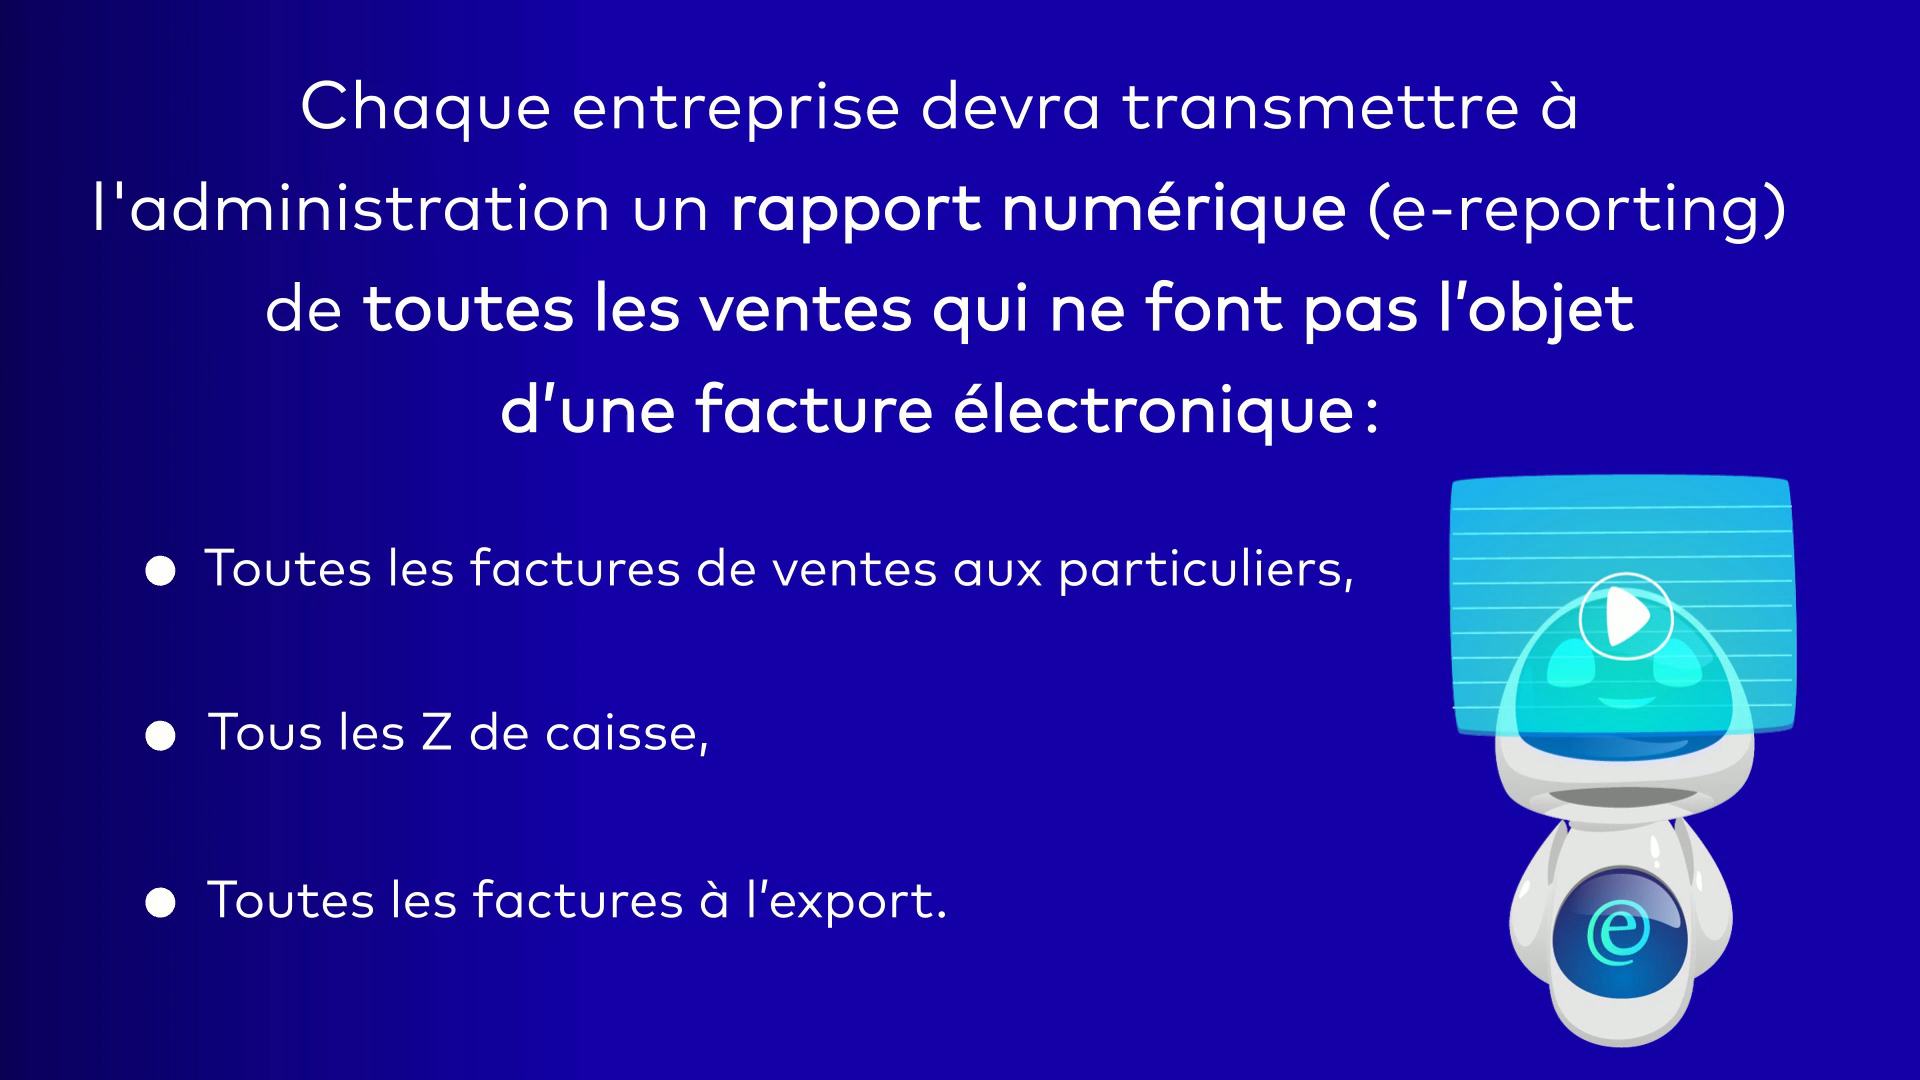 Chaque entreprise devra transmettre à
l'administration un rapport numérique (e-reporting)
de toutes les ventes qui ne font pas l’objet
d’une facture électronique :
● Toutes les factures de ventes aux particuliers,
● Tous les Z de caisse,
● Toutes les factures à l’export.
e